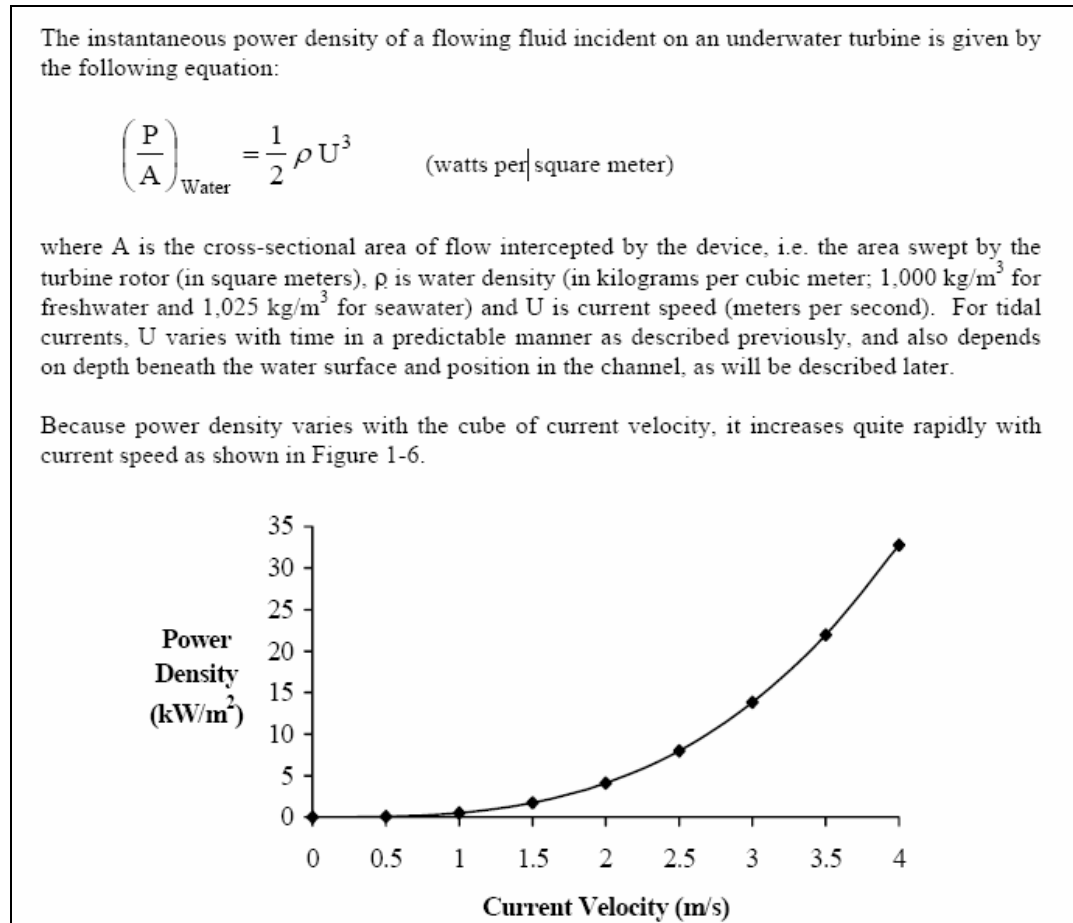 The instantaneous power density of a flowing fluid incident on an underwater turbine is given by
the following equation:
(P/A)Water = 1/2 ρ U³ (watts per square meter)
where A is the cross-sectional area of flow intercepted by the device, i.e. the area swept by the
turbine rotor (in square meters), ρ is water density (in kilograms per cubic meter; 1,000 kg/m³ for
freshwater and 1,025 kg/m³ for seawater) and U is current speed (meters per second). For tidal
currents, U varies with time in a predictable manner as described previously, and also depends
on depth beneath the water surface and position in the channel, as will be described later.
Because power density varies with the cube of current velocity, it increases quite rapidly with
current speed as shown in Figure 1-6.
35
30
25
20
15
10
5
0
Power
Density
(kW/m²)
0 0.5 1 1.5 2 2.5 3 3.5 4
Current Velocity (m/s)